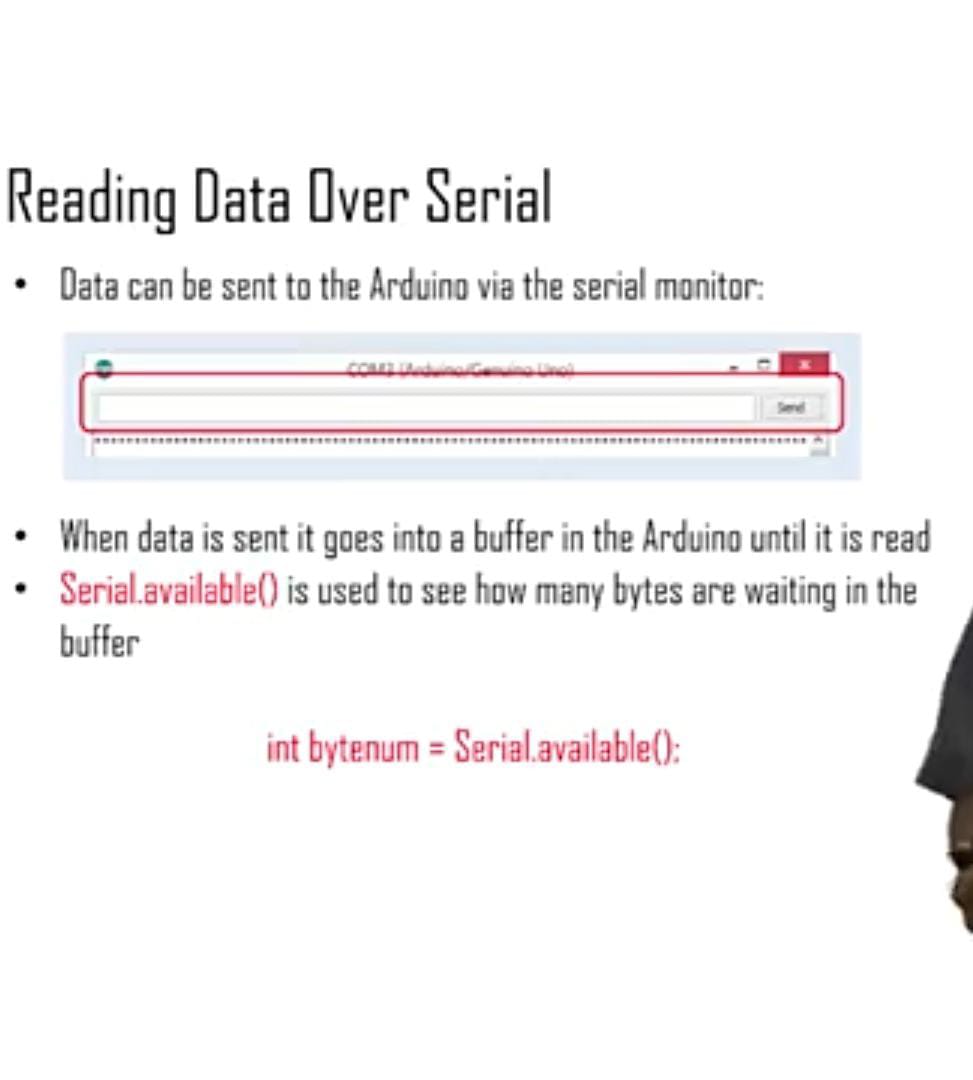 Reading Data Over Serial
• Data can be sent to the Arduino via the serial monitor:
COM3 (Arduino/Genuino Uno)
Send
• When data is sent it goes into a buffer in the Arduino until it is read
• Serial.available() is used to see how many bytes are waiting in the
buffer
int bytenum = Serial.available();